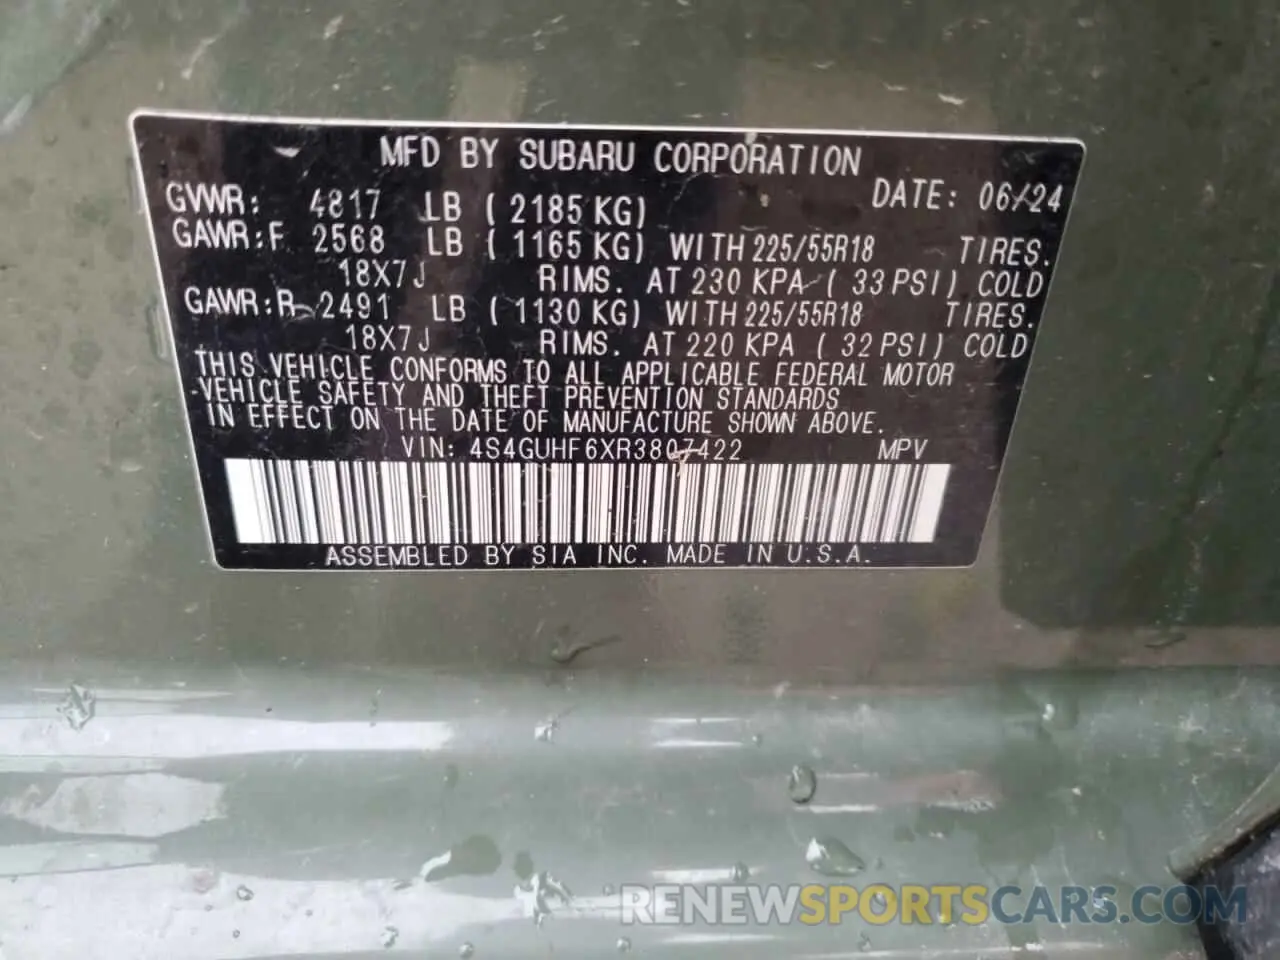 MFD BY SUBARU CORPORATION
GVWR: 4817 LB ( 2185 KG) DATE: 06/24
GAWR:F 2568 LB ( 1165 KG) WITH 225/55R18 TIRES.
18X7J RIMS. AT 230 KPA ( 33 PSI) COLD
GAWR:R 2491 LB ( 1130 KG) WITH 225/55R18 TIRES.
18X7J RIMS. AT 220 KPA ( 32 PSI) COLD
THIS VEHICLE CONFORMS TO ALL APPLICABLE FEDERAL MOTOR
VEHICLE SAFETY AND THEFT PREVENTION STANDARDS
IN EFFECT ON THE DATE OF MANUFACTURE SHOWN ABOVE.
VIN: 4S4GUHF6XR3807422 MPV
ASSEMBLED BY SIA INC. MADE IN U.S.A.
RENEWSPORTSCARS.COM